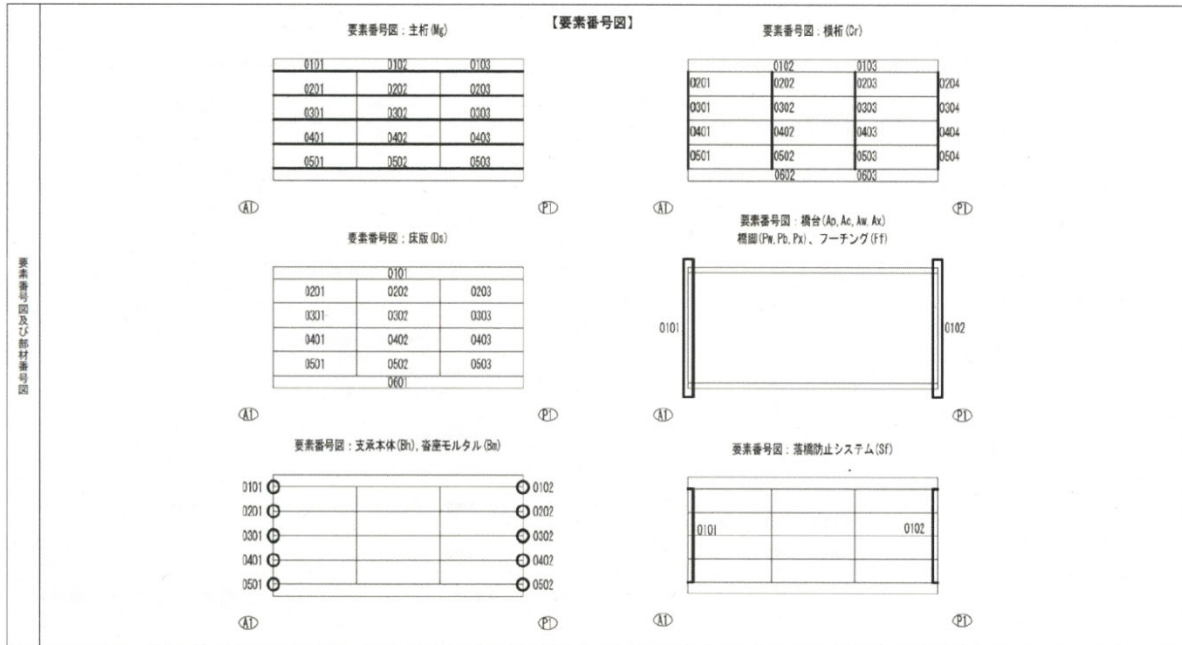 要素番号図及び部材番号図
【要素番号図】
要素番号図：主桁(Mg)
0101 0102 0103
0201 0202 0203
0301 0302 0303
0401 0402 0403
0501 0502 0503
A1 P1
要素番号図：横桁(Cr)
0102 0103
0201 0202 0203 0204
0301 0302 0303 0304
0401 0402 0403 0404
0501 0502 0503 0504
0602 0603
A1 P1
要素番号図：床版(Ds)
0101
0201 0202 0203
0301 0302 0303
0401 0402 0403
0501 0502 0503
0601
A1 P1
要素番号図：橋台(Ap, Ac, Aw, Ax)
橋脚(Pw, Pb, Px)、フーチング(Ff)
0101 0102
A1 P1
要素番号図：支承本体(Bh), 沓座モルタル(Bm)
0101 0102
0201 0202
0301 0302
0401 0402
0501 0502
A1 P1
要素番号図：落橋防止システム(Sf)
0101 0102
A1 P1